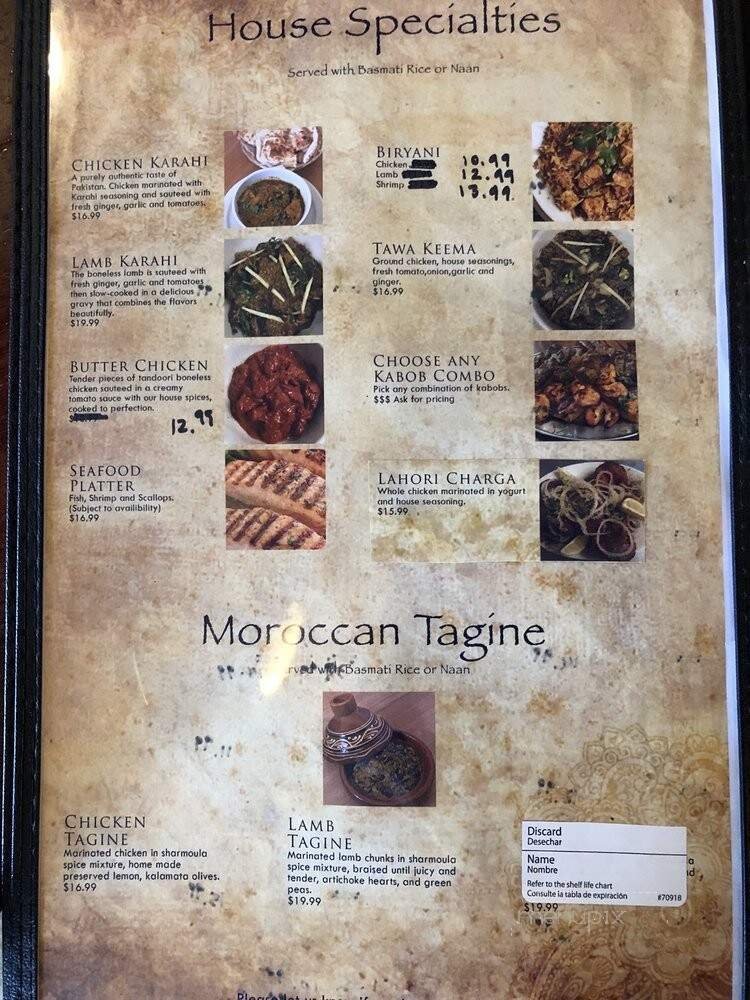 House Specialties
Served with Basmati Rice or Naan
CHICKEN KARAHI
A purely authentic taste of
Pakistan. Chicken marinated with
Karahi seasoning and sauteed with
fresh ginger, garlic and tomatoes.
$16.99
LAMB KARAHI
The boneless lamb is sauteed with
fresh ginger, garlic and tomatoes
then slow-cooked in a delicious
gravy that combines the flavors
beautifully.
$19.99
BUTTER CHICKEN
Tender pieces of tandoori boneless
chicken sauteed in a creamy
tomato sauce with our house spices,
cooked to perfection.
12.99
SEAFOOD
PLATTER
Fish, Shrimp and Scallops.
(Subject to availibility)
$16.99
BIRYANI
Chicken 10.99
Lamb 12.99
Shrimp 13.99
TAWA KEEMA
Ground chicken, house seasonings,
fresh tomato,onion,garlic and
ginger.
$16.99
CHOOSE ANY
KABOB COMBO
Pick any combination of kabobs.
$$$ Ask for pricing
LAHORI CHARGA
Whole chicken marinated in yogurt
and house seasoning.
$15.99
Moroccan Tagine
rved with Basmati Rice or Naan
CHICKEN
TAGINE
Marinated chicken in sharmoula
spice mixture, home made
preserved lemon, kalamata olives.
$16.99
LAMB
TAGINE
Marinated lamb chunks in sharmoula
spice mixture, braised until juicy and
tender, artichoke hearts, and green
peas.
$19.99
Discard
Desechar
Name
Nombre
Refer to the shelf life chart
Consulte la tabla de expiración #70918
$19.99